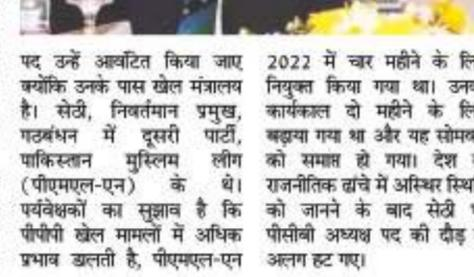 पद उन्हें आवंटित किया जाए
क्योंकि उनके पास खेल मंत्रालय
है। सेठी, निवर्तमान प्रमुख,
गठबंधन में दूसरी पार्टी,
पाकिस्तान मुस्लिम लीग
(पीएमएल-एन) के थे।
पर्यवेक्षकों का सुझाव है कि
पीपीपी खेल मामलों में अधिक
प्रभाव डालती है, पीएमएल-एन
2022 में चार महीने के
नियुक्त किया गया था।
कार्यकाल दो महीने के
बढ़ाया गया था और यह
को समाप्त हो गया। देश
राजनीतिक ढांचे में अस्थिर
को जानने के बाद सेठी
पीसीबी अध्यक्ष पद की दौड़
अलग हट गए।